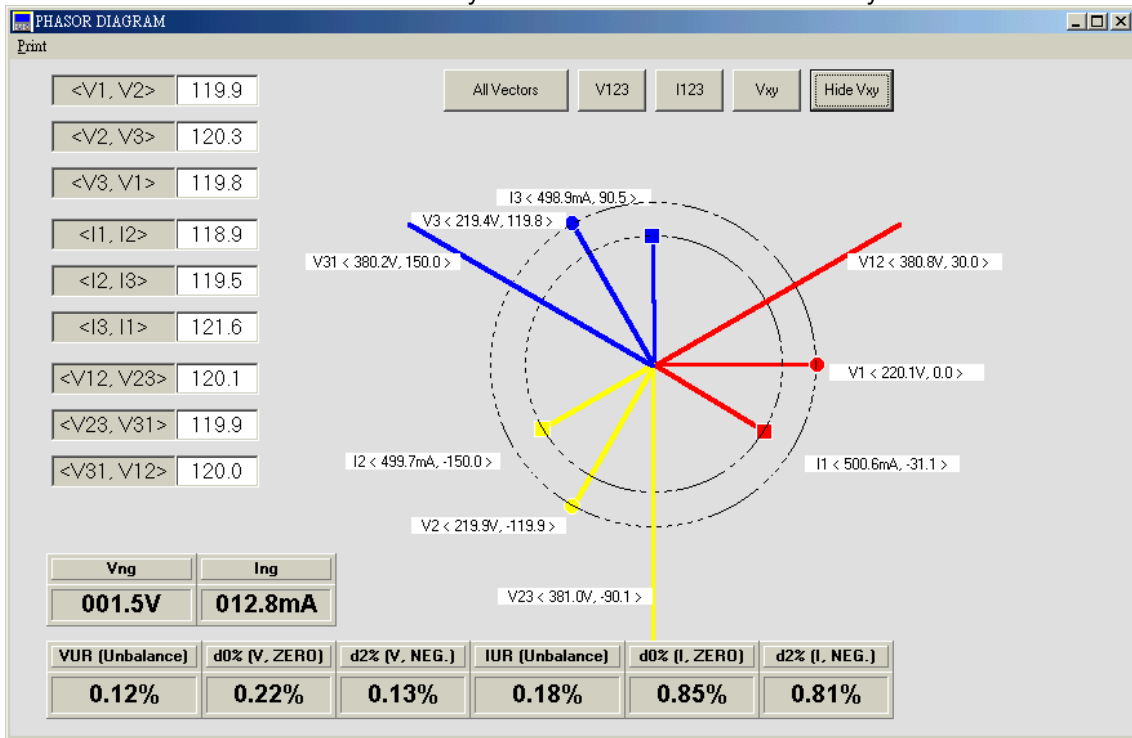 PHASOR DIAGRAM
Print
<V1, V2> 119.9
<V2, V3> 120.3
<V3, V1> 119.8
<I1, I2> 118.9
<I2, I3> 119.5
<I3, I1> 121.6
<V12, V23> 120.1
<V23, V31> 119.9
<V31, V12> 120.0
All Vectors V123 I123 Vxy Hide Vxy
I3 < 498.9mA, 90.5 >
V3 < 219.4V, 119.8 >
V31 < 380.2V, 150.0 >
V12 < 380.8V, 30.0 >
V1 < 220.1V, 0.0 >
I2 < 499.7mA, -150.0 >
I1 < 500.6mA, -31.1 >
V2 < 219.9V, -119.9 >
V23 < 381.0V, -90.1 >
Vng Ing
001.5V 012.8mA
VUR (Unbalance) d0% (V, ZERO) d2% (V, NEG.) IUR (Unbalance) d0% (I, ZERO) d2% (I, NEG.)
0.12% 0.22% 0.13% 0.18% 0.85% 0.81%